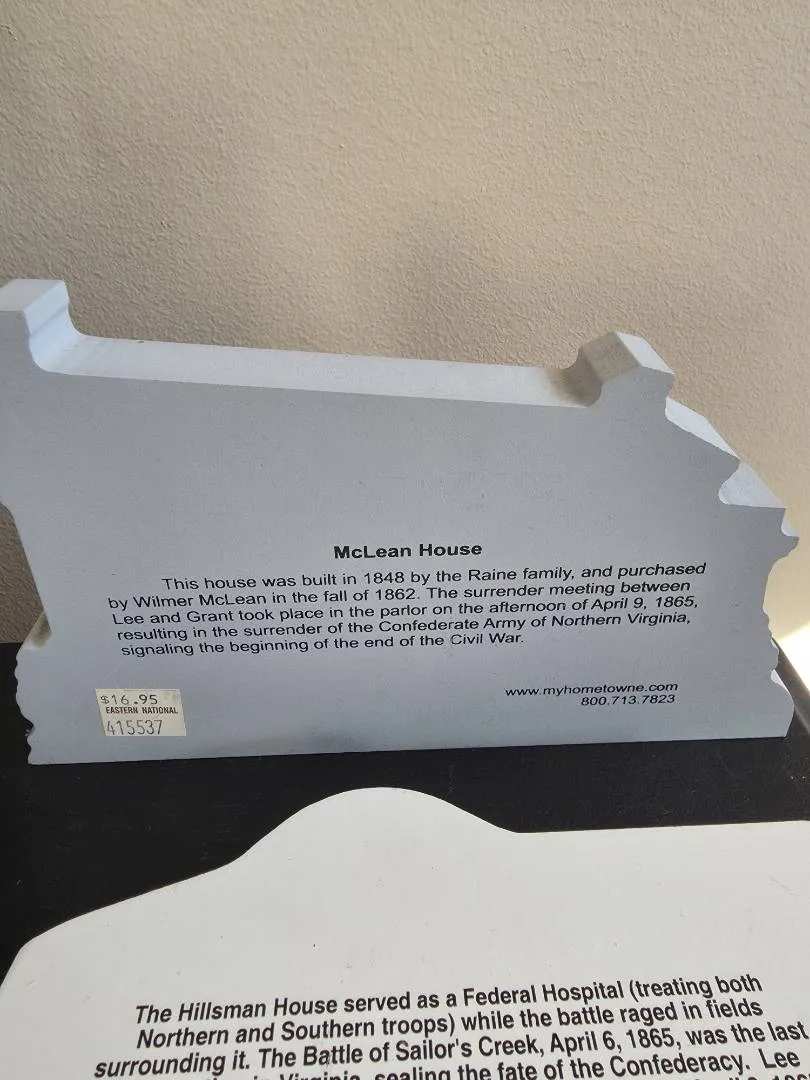 McLean House
This house was built in 1848 by the Raine family, and purchased
by Wilmer McLean in the fall of 1862. The surrender meeting between
Lee and Grant took place in the parlor on the afternoon of April 9, 1865,
resulting in the surrender of the Confederate Army of Northern Virginia,
signaling the beginning of the end of the Civil War.
$16.95
EASTERN NATIONAL
415537
www.myhometowne.com
800.713.7823
The Hillsman House served as a Federal Hospital (treating both
Northern and Southern troops) while the battle raged in fields
surrounding it. The Battle of Sailor's Creek, April 6, 1865, was the last
in Virginia, sealing the fate of the Confederacy. Lee